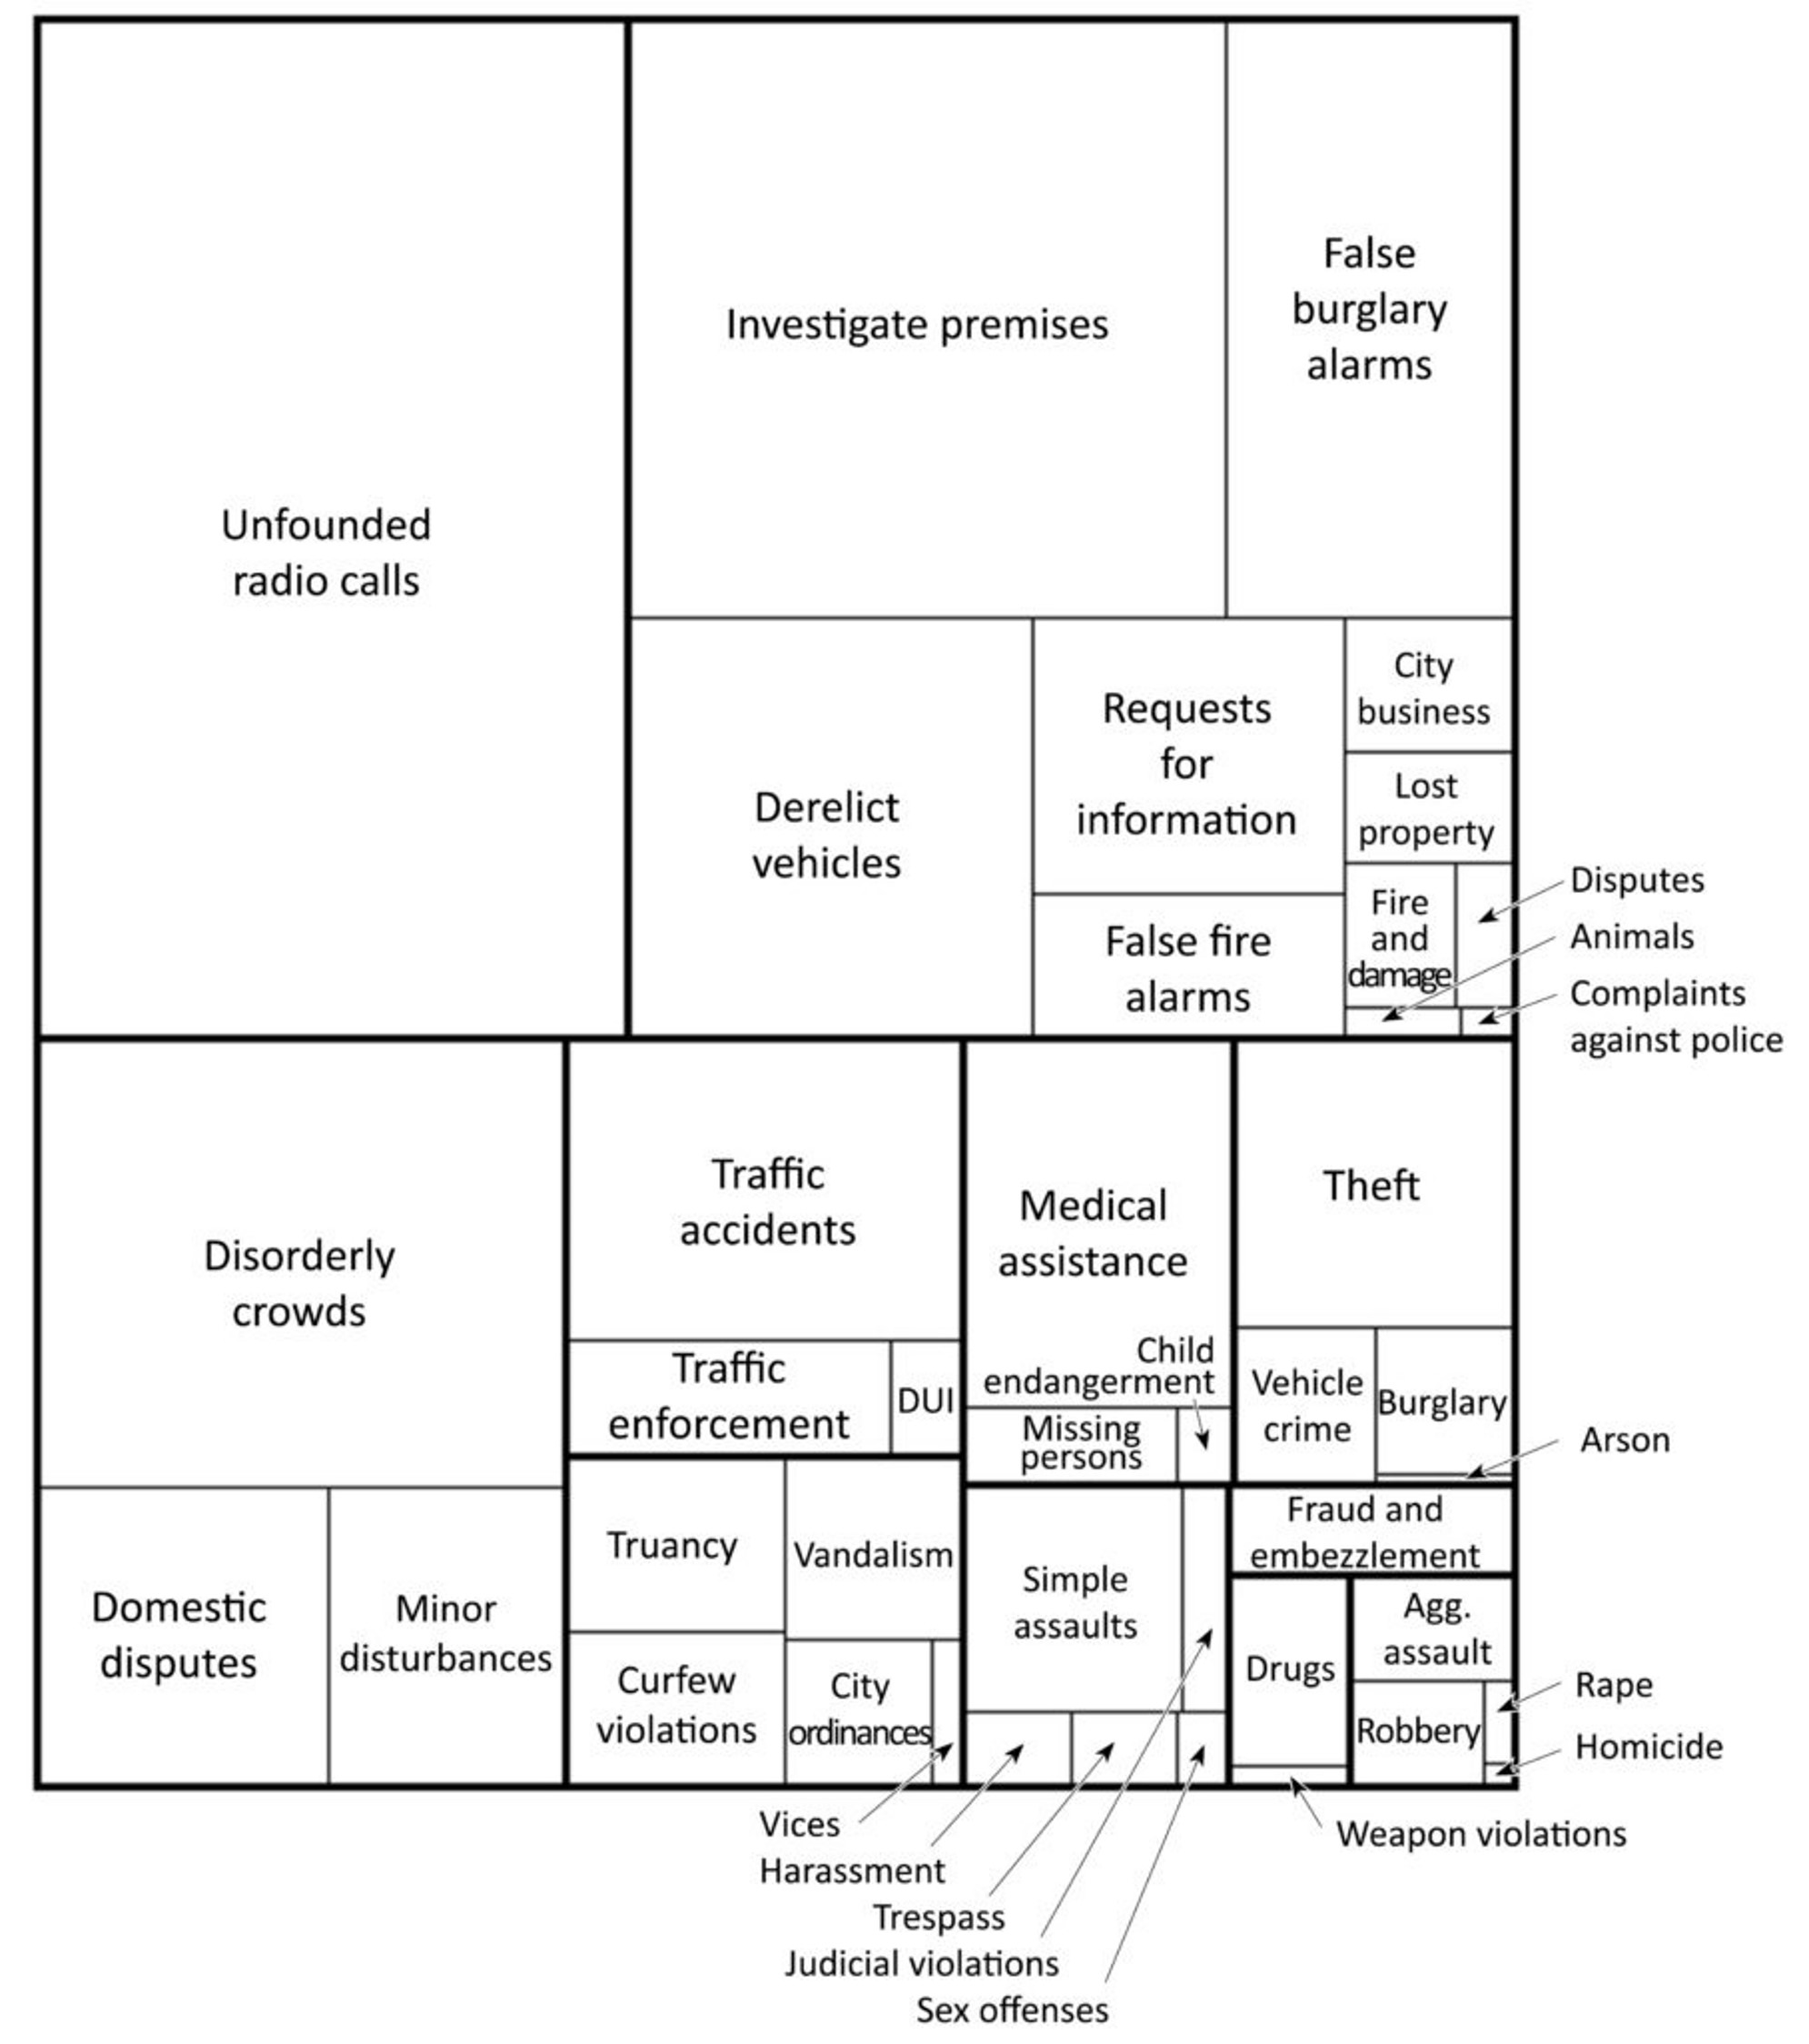 Unfounded
radio calls
Investigate premises
False
burglary
alarms
Derelict
vehicles
Requests
for
information
False fire
alarms
City
business
Lost
property
Fire
and
damage
Disputes
Animals
Complaints
against police
Disorderly
crowds
Domestic
disputes
Minor
disturbances
Traffic
accidents
Traffic
enforcement
DUI
Truancy
Vandalism
Curfew
violations
City
ordinances
Medical
assistance
Child
endangerment
Missing
persons
Theft
Vehicle
crime
Burglary
Arson
Simple
assaults
Fraud and
embezzlement
Drugs
Agg.
assault
Robbery
Rape
Homicide
Weapon violations
Vices
Harassment
Trespass
Judicial violations
Sex offenses